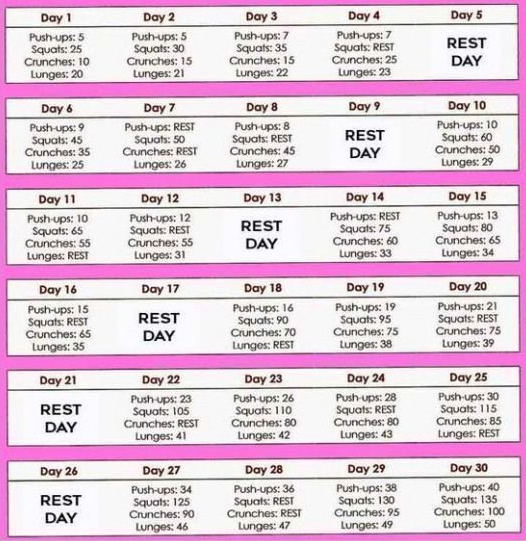 Day 1 Day 2 Day 3 Day 4 Day 5
Push-ups: 5 Push-ups: 5 Push-ups: 7 Push-ups: 7 REST
Squats: 25 Squats: 30 Squats: 35 Squats: REST DAY
Crunches: 10 Crunches: 15 Crunches: 15 Crunches: 25
Lunges: 20 Lunges: 21 Lunges: 22 Lunges: 23
Day 6 Day 7 Day 8 Day 9 Day 10
Push-ups: 9 Push-ups: REST Push-ups: 8 REST Push-ups: 10
Squats: 45 Squats: 50 Squats: REST DAY Squats: 60
Crunches: 35 Crunches: REST Crunches: 45 Crunches: 50
Lunges: 25 Lunges: 26 Lunges: 27 Lunges: 29
Day 11 Day 12 Day 13 Day 14 Day 15
Push-ups: 10 Push-ups: 12 REST Push-ups: REST Push-ups: 13
Squats: 65 Squats: REST DAY Squats: 75 Squats: 80
Crunches: 55 Crunches: 55 Crunches: 60 Crunches: 65
Lunges: REST Lunges: 31 Lunges: 33 Lunges: 34
Day 16 Day 17 Day 18 Day 19 Day 20
Push-ups: 15 REST Push-ups: 16 Push-ups: 19 Push-ups: 21
Squats: REST DAY Squats: 90 Squats: 95 Squats: REST
Crunches: 65 Crunches: 70 Crunches: 75 Crunches: 75
Lunges: 35 Lunges: REST Lunges: 38 Lunges: 39
Day 21 Day 22 Day 23 Day 24 Day 25
REST Push-ups: 23 Push-ups: 26 Push-ups: 28 Push-ups: 30
DAY Squats: 105 Squats: 110 Squats: REST Squats: 115
Crunches: REST Crunches: 80 Crunches: 80 Crunches: 85
Lunges: 41 Lunges: 42 Lunges: 43 Lunges: REST
Day 26 Day 27 Day 28 Day 29 Day 30
REST Push-ups: 34 Push-ups: 36 Push-ups: 38 Push-ups: 40
DAY Squats: 125 Squats: REST Squats: 130 Squats: 135
Crunches: 90 Crunches: REST Crunches: 95 Crunches: 100
Lunges: 46 Lunges: 47 Lunges: 49 Lunges: 50